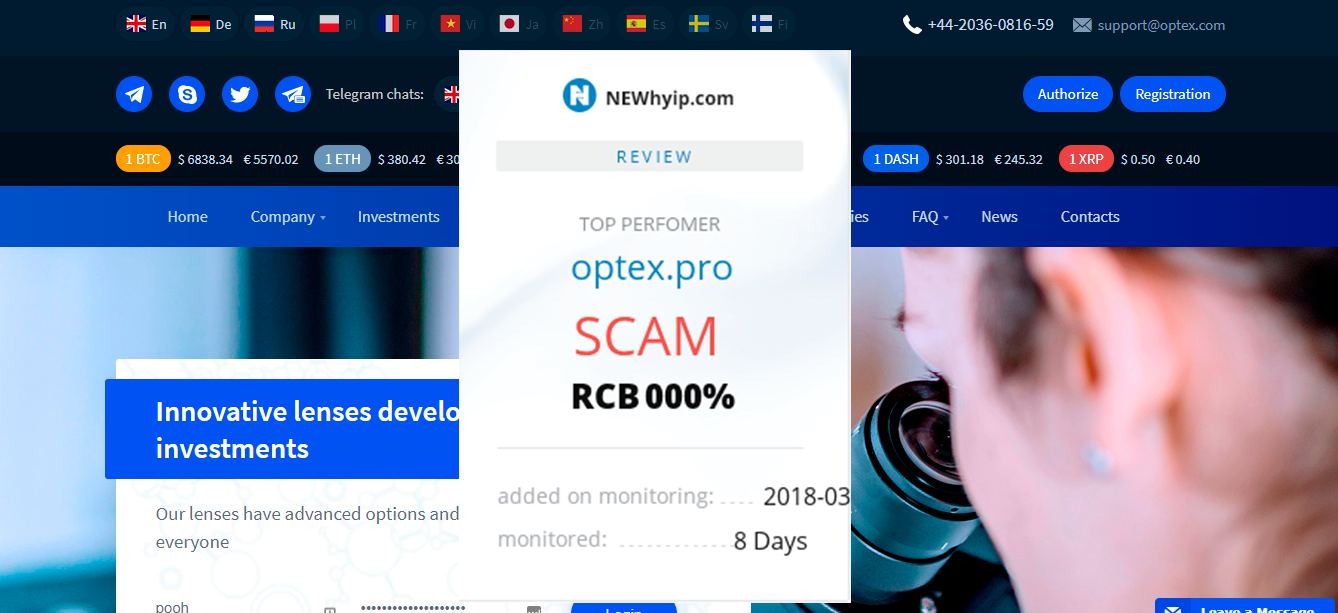 En De Ru Pl Fr Vi Ja Zh Es Sv Fi
+44-2036-0816-59 support@optex.com
Telegram chats:
Authorize Registration
NEWhyip.com
REVIEW
1 BTC $ 6838.34 € 5570.02 1 ETH $ 380.42 € 30
1 DASH $ 301.18 € 245.32 1 XRP $ 0.50 € 0.40
Home Company Investments
ies FAQ News Contacts
TOP PERFOMER
optex.pro
SCAM
RCB 000%
Innovative lenses develo
investments
added on monitoring: .... 2018-03
monitored: ............. 8 Days
Our lenses have advanced options and
everyone
pooh
Login
Leave a Message